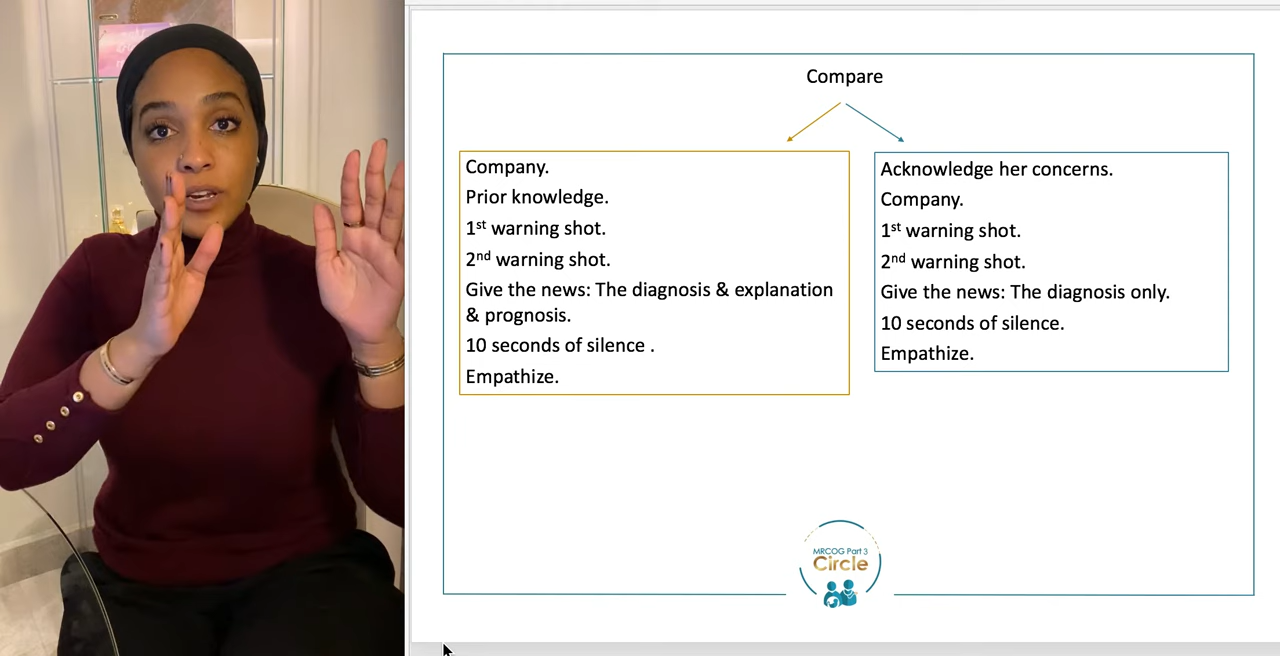 Compare
Company.
Prior knowledge.
1st warning shot.
2nd warning shot.
Give the news: The diagnosis & explanation
& prognosis.
10 seconds of silence .
Empathize.
Acknowledge her concerns.
Company.
1st warning shot.
2nd warning shot.
Give the news: The diagnosis only.
10 seconds of silence.
Empathize.
MRCOG Part 3
Circle